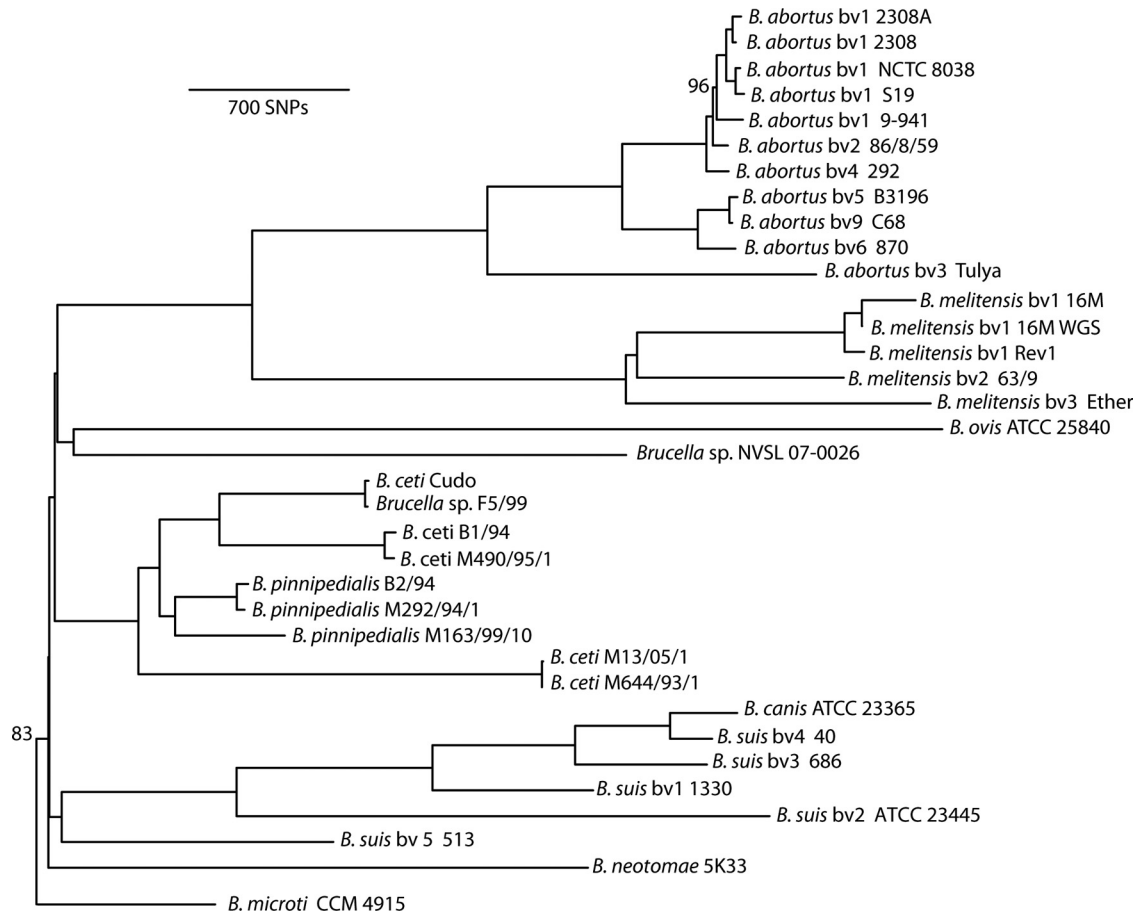 B. abortus bv1 2308A
B. abortus bv1 2308
B. abortus bv1 NCTC 8038
96
700 SNPs
B. abortus bv1 S19
B. abortus bv1 9-941
B. abortus bv2 86/8/59
B. abortus bv4 292
B. abortus bv5 B3196
B. abortus bv9 C68
B. abortus bv6 870
B. abortus bv3 Tulya
B. melitensis bv1 16M
B. melitensis bv1 16M WGS
B. melitensis bv1 Rev1
B. melitensis bv2 63/9
B. melitensis bv3 Ether
B. ovis ATCC 25840
Brucella sp. NVSL 07-0026
B. ceti Cudo
Brucella sp. F5/99
B. ceti B1/94
B. ceti M490/95/1
B. pinnipedialis B2/94
B. pinnipedialis M292/94/1
B. pinnipedialis M163/99/10
B. ceti M13/05/1
B. ceti M644/93/1
B. canis ATCC 23365
83
B. suis bv4 40
B. suis bv3 686
B. suis bv1 1330
B. suis bv2 ATCC 23445
B. suis bv 5 513
B. neotomae 5K33
B. microti CCM 4915